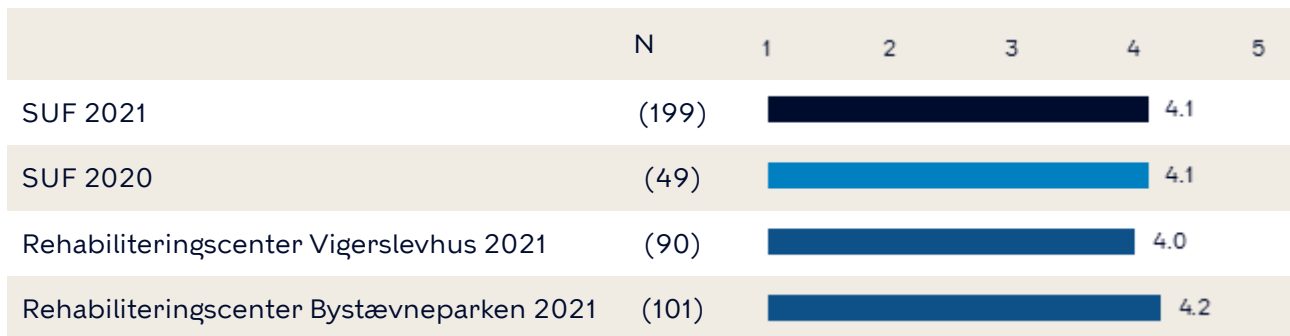 N 1 2 3 4 5
SUF 2021 (199) 4.1
SUF 2020 (49) 4.1
Rehabiliteringscenter Vigerslevhus 2021 (90) 4.0
Rehabiliteringscenter Bystævneparken 2021 (101) 4.2